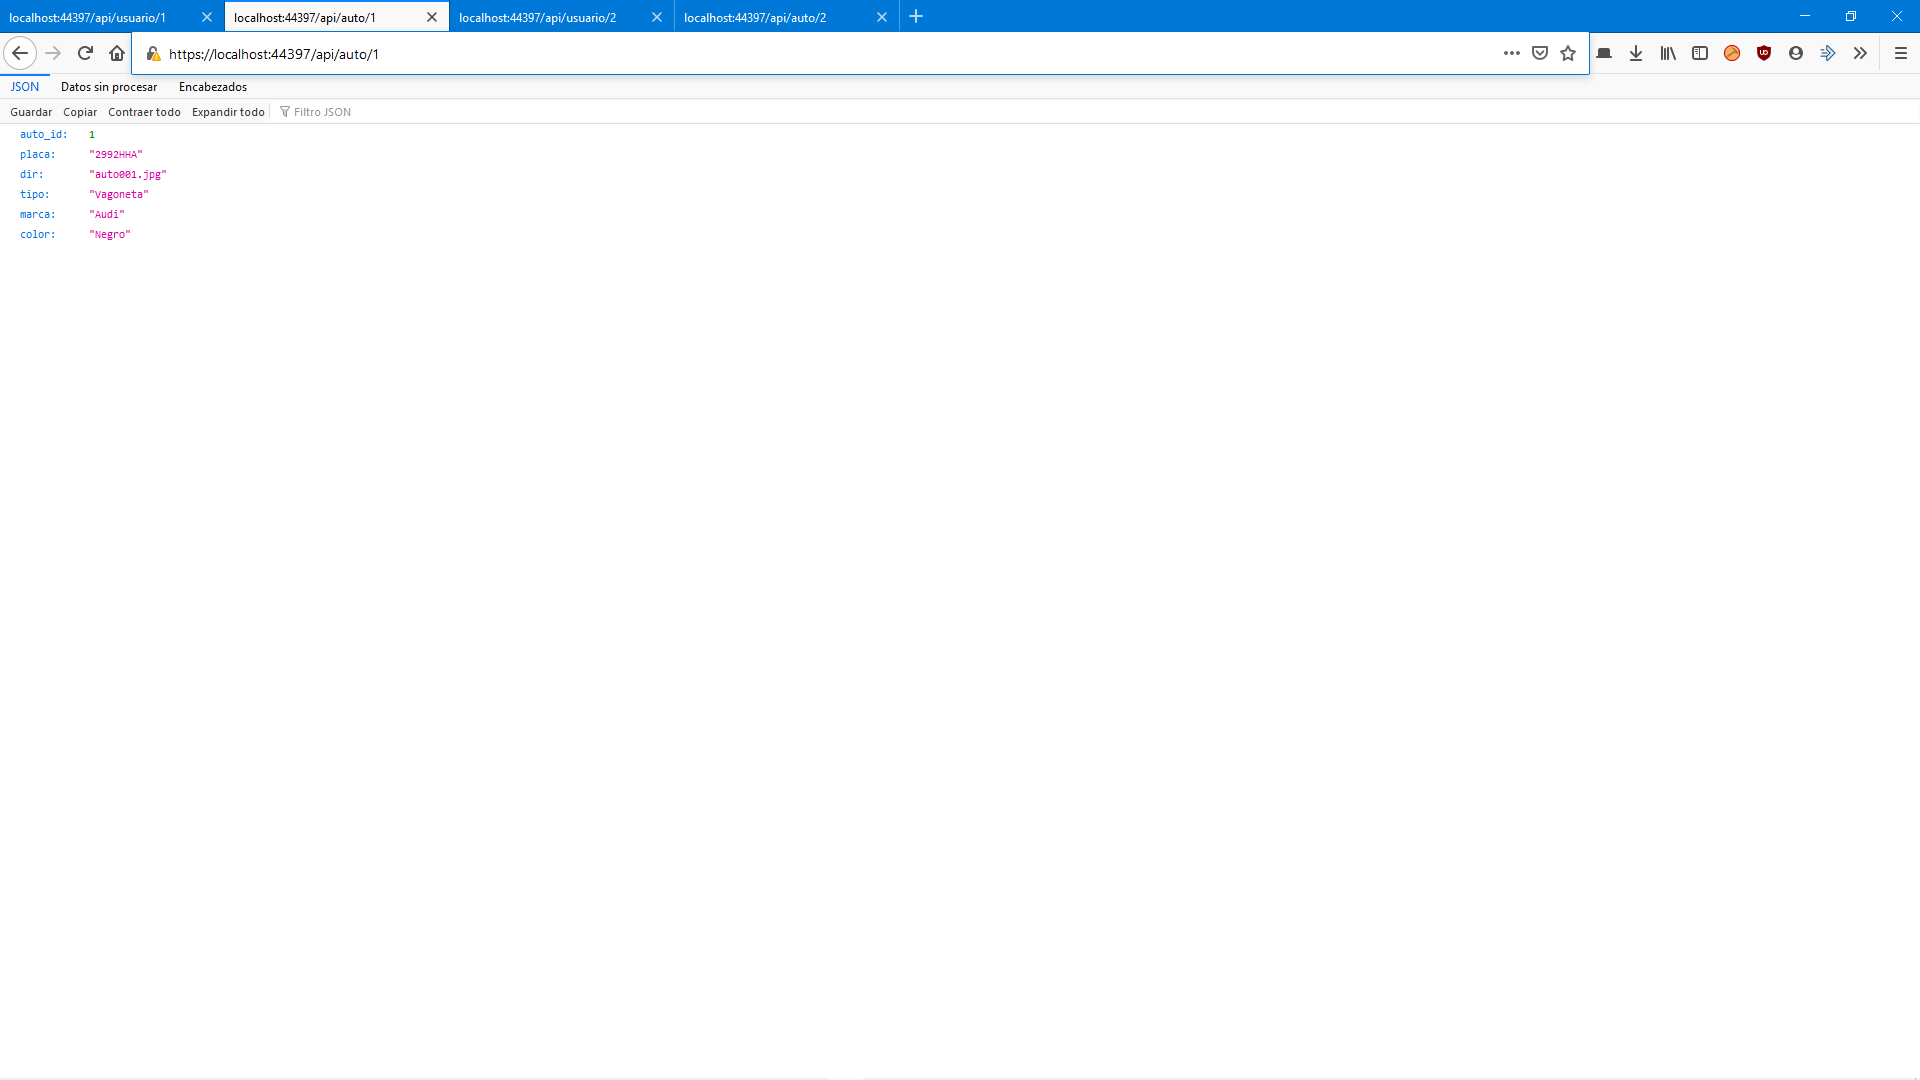 localhost:44397/api/usuario/1 localhost:44397/api/auto/1 localhost:44397/api/usuario/2 localhost:44397/api/auto/2
https://localhost:44397/api/auto/1
JSON Datos sin procesar Encabezados
Guardar Copiar Contraer todo Expandir todo Filtro JSON
auto_id: 1
placa: "2992HHA"
dir: "auto001.jpg"
tipo: "Vagoneta"
marca: "Audi"
color: "Negro"